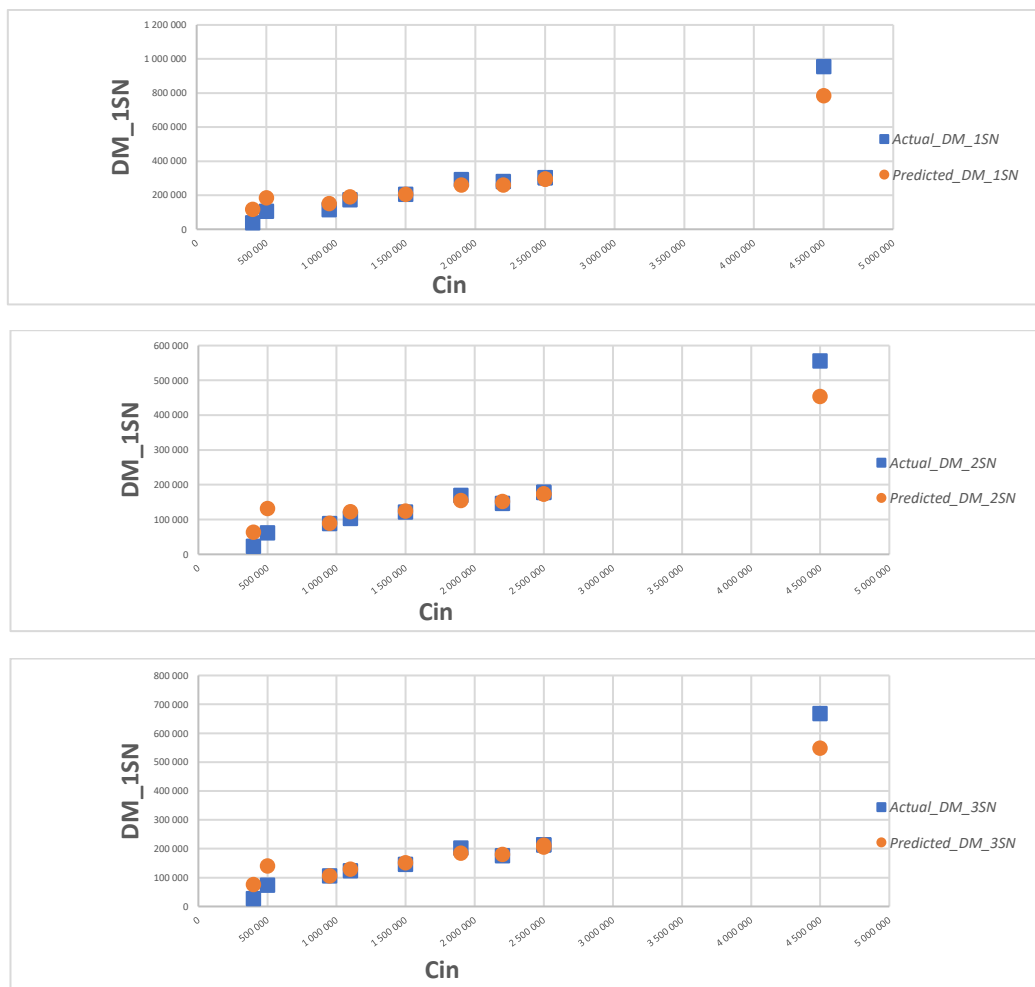 1 200 000
1 000 000
800 000
600 000
400 000
200 000
0
DM_1SN
Actual_DM_1SN
Predicted_DM_1SN
0
500 000
1 000 000
1 500 000
2 000 000
2 500 000
3 000 000
3 500 000
4 000 000
4 500 000
5 000 000
Cin
600 000
500 000
400 000
300 000
200 000
100 000
0
DM_1SN
Actual_DM_2SN
Predicted_DM_2SN
0
500 000
1 000 000
1 500 000
2 000 000
2 500 000
3 000 000
3 500 000
4 000 000
4 500 000
5 000 000
Cin
800 000
700 000
600 000
500 000
400 000
300 000
200 000
100 000
0
DM_1SN
Actual_DM_3SN
Predicted_DM_3SN
0
500 000
1 000 000
1 500 000
2 000 000
2 500 000
3 000 000
3 500 000
4 000 000
4 500 000
5 000 000
Cin